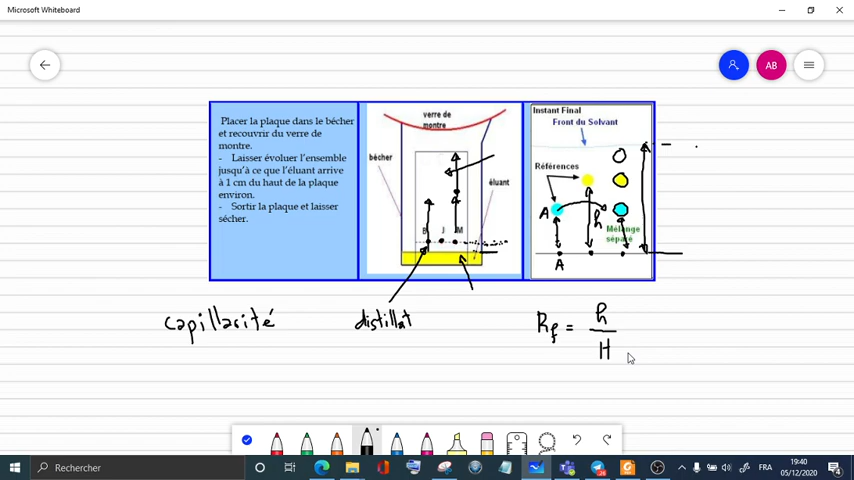 Microsoft Whiteboard
AB
Placer la plaque dans le bécher
et recouvrir du verre de
montre.
- Laisser évoluer l'ensemble
jusqu'à ce que l'éluant arrive
à 1 cm du haut de la plaque
environ.
- Sortir la plaque et laisser
sécher.
verre de
montre
bécher
éluant
B J M
Instant Final
Front du Solvant
Références
A
h
Mélange
séparé
A
capillarité
distillat
Rf = h
H
Rechercher
FRA
19:40
05/12/2020
4